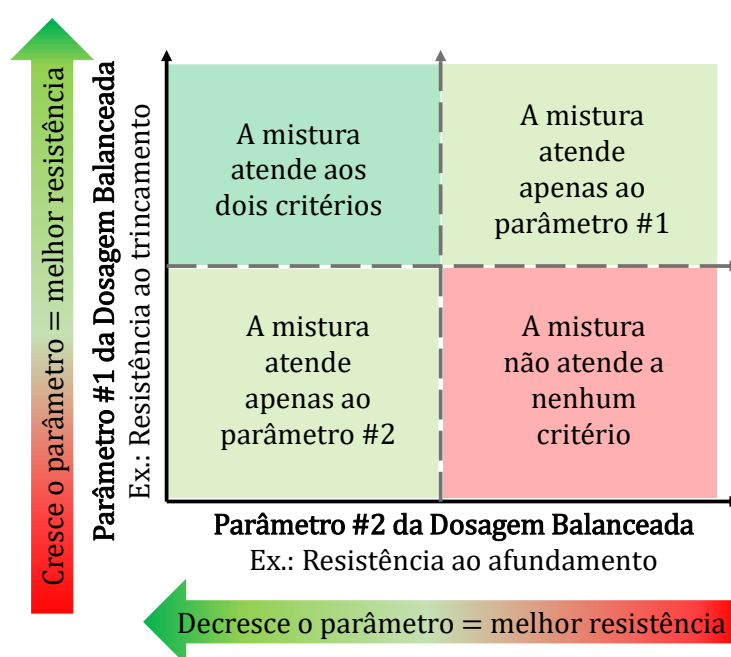 Cresce o parâmetro = melhor resistência
Parâmetro #1 da Dosagem Balanceada
Ex.: Resistência ao trincamento
A mistura
atende aos
dois critérios
A mistura
atende
apenas ao
parâmetro #1
A mistura
atende
apenas ao
parâmetro #2
A mistura
não atende a
nenhum
critério
Parâmetro #2 da Dosagem Balanceada
Ex.: Resistência ao afundamento
Decresce o parâmetro = melhor resistência